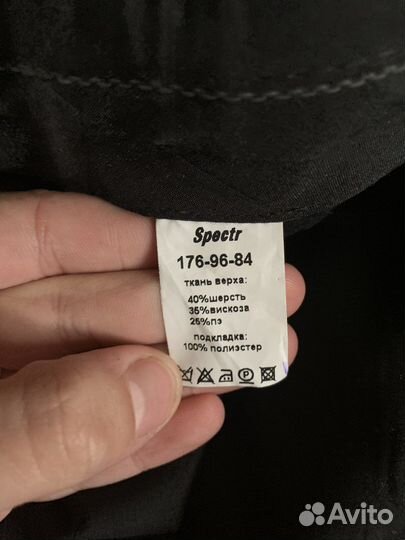 Spectr
176-96-84
ткань верха:
40%шерсть
35%вискоза
25%пэ
подкладка:
100% полиэстер
Avito